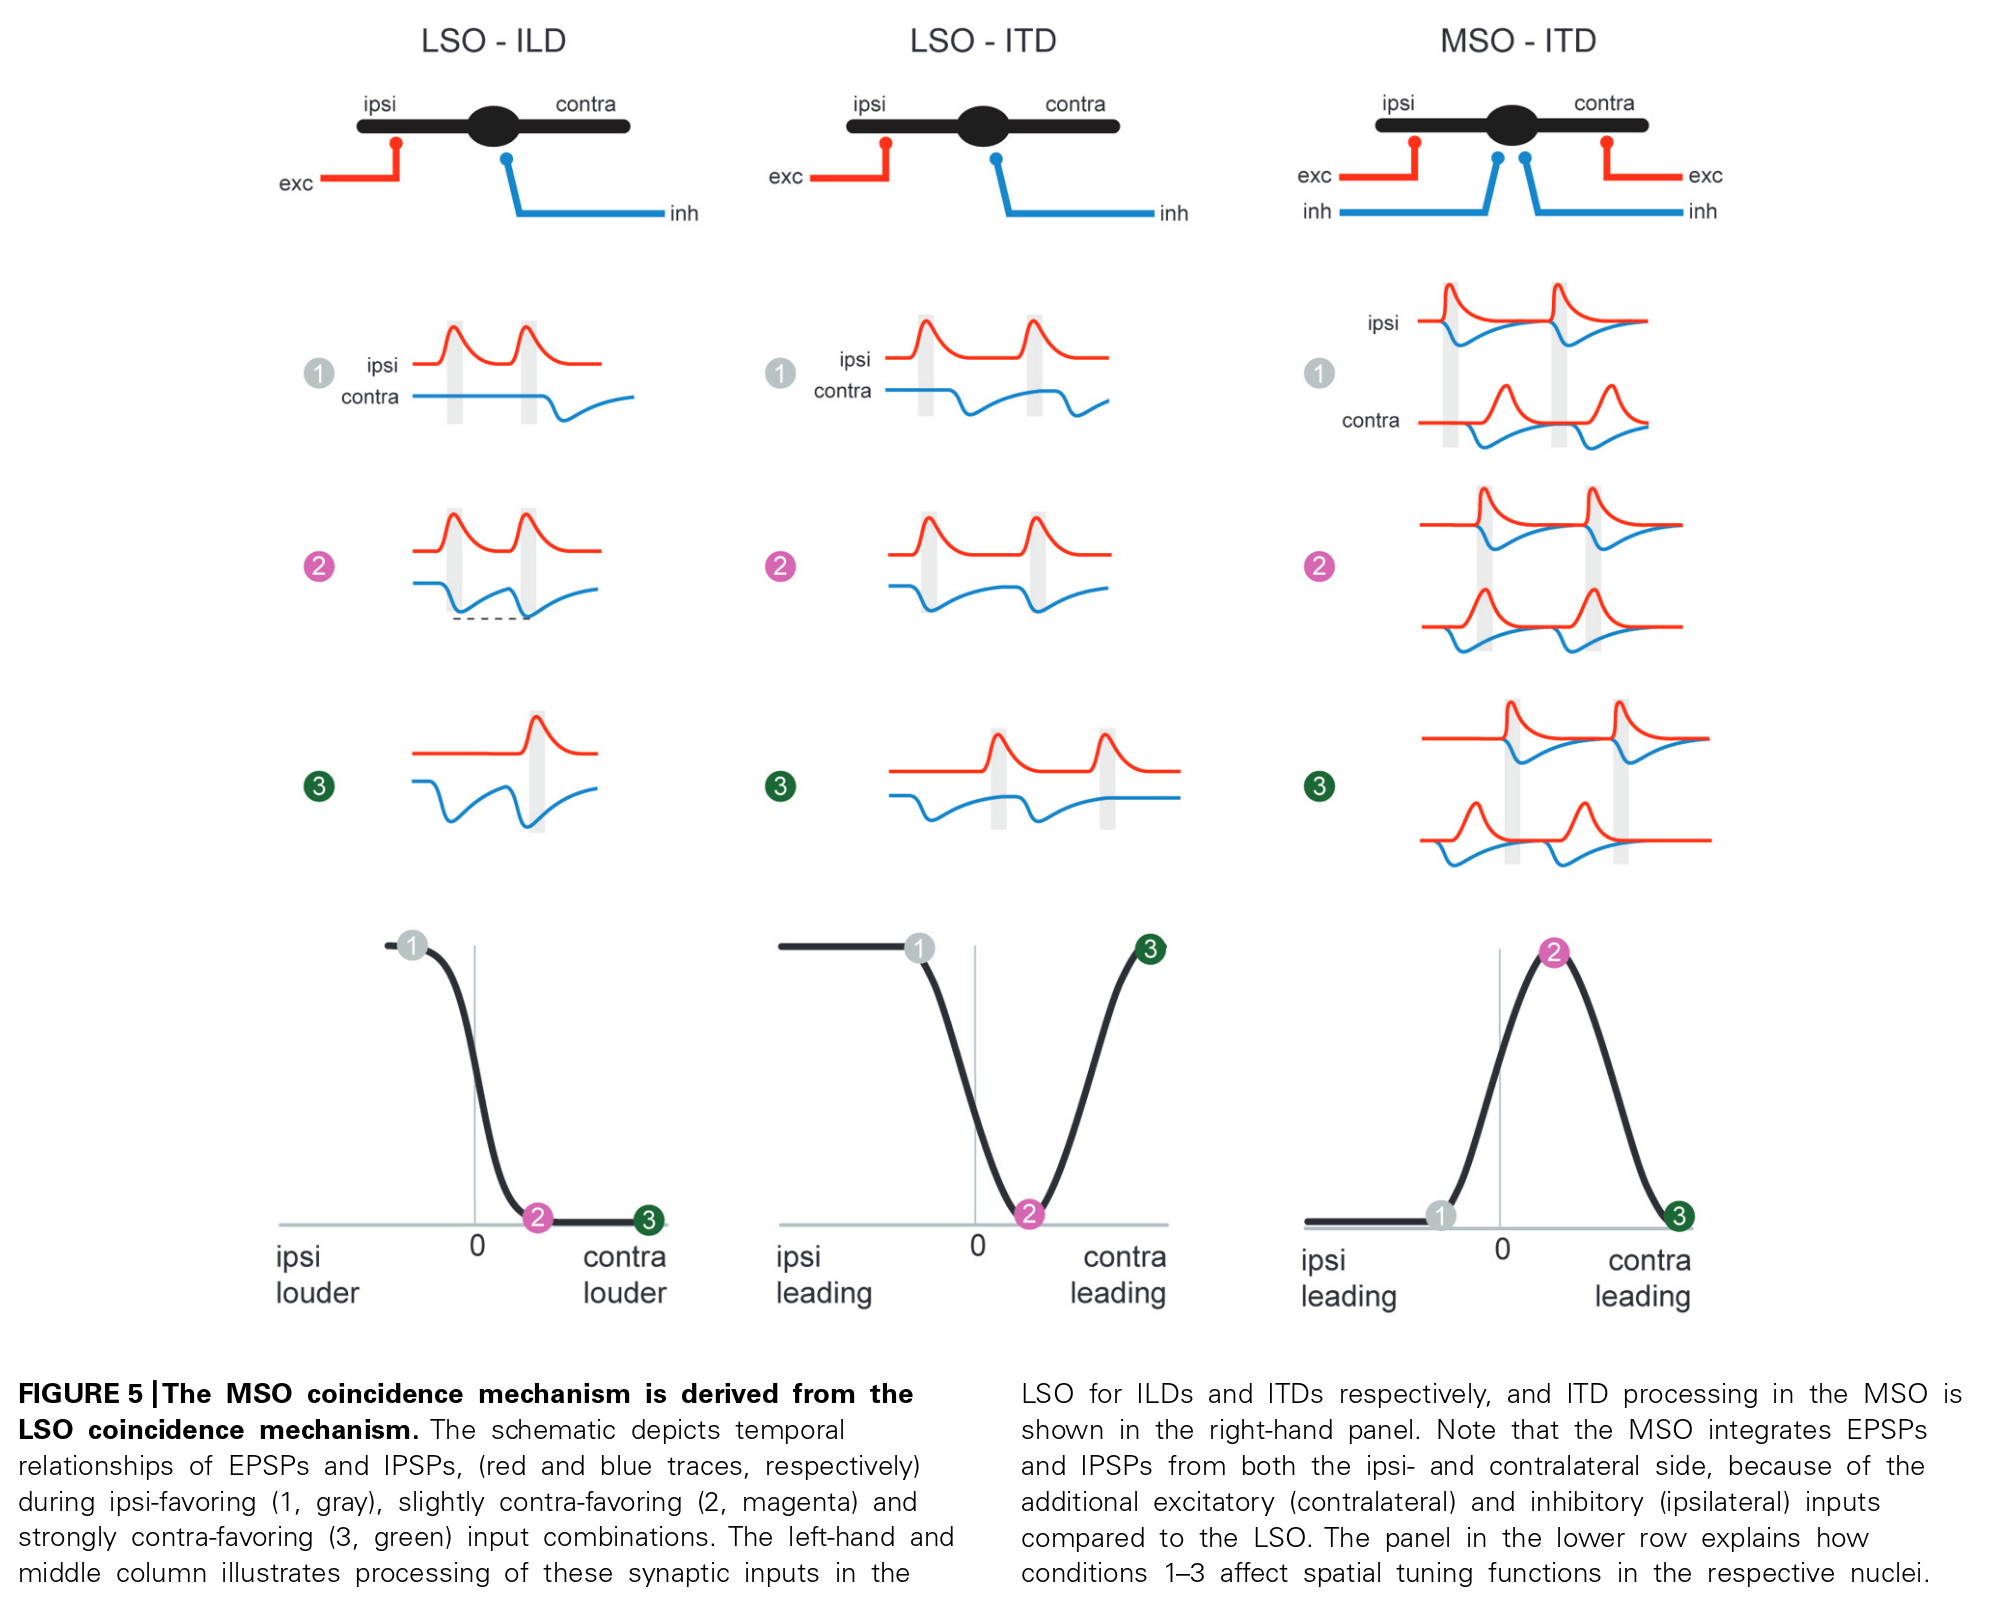 LSO - ILD
LSO - ITD
MSO - ITD
ipsi
contra
exc
inh
ipsi
contra
exc
inh
ipsi
contra
exc
exc
inh
inh
1
ipsi
contra
1
ipsi
contra
1
ipsi
contra
2
2
2
3
3
3
1
2
3
0
ipsi
louder
contra
louder
1
2
3
0
ipsi
leading
contra
leading
1
2
3
0
ipsi
leading
contra
leading
FIGURE 5 | The MSO coincidence mechanism is derived from the
LSO coincidence mechanism. The schematic depicts temporal
relationships of EPSPs and IPSPs, (red and blue traces, respectively)
during ipsi-favoring (1, gray), slightly contra-favoring (2, magenta) and
strongly contra-favoring (3, green) input combinations. The left-hand and
middle column illustrates processing of these synaptic inputs in the
LSO for ILDs and ITDs respectively, and ITD processing in the MSO is
shown in the right-hand panel. Note that the MSO integrates EPSPs
and IPSPs from both the ipsi- and contralateral side, because of the
additional excitatory (contralateral) and inhibitory (ipsilateral) inputs
compared to the LSO. The panel in the lower row explains how
conditions 1–3 affect spatial tuning functions in the respective nuclei.